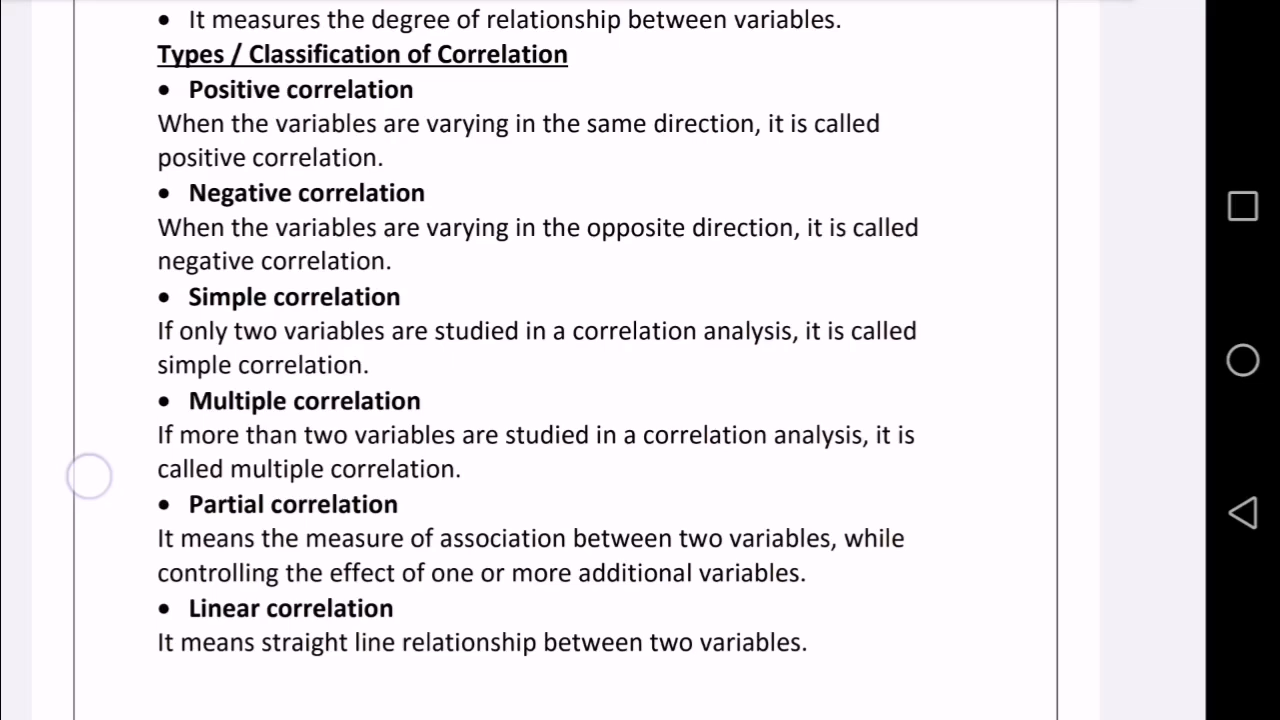 • It measures the degree of relationship between variables.
Types / Classification of Correlation
• Positive correlation
When the variables are varying in the same direction, it is called
positive correlation.
• Negative correlation
When the variables are varying in the opposite direction, it is called
negative correlation.
• Simple correlation
If only two variables are studied in a correlation analysis, it is called
simple correlation.
• Multiple correlation
If more than two variables are studied in a correlation analysis, it is
called multiple correlation.
• Partial correlation
It means the measure of association between two variables, while
controlling the effect of one or more additional variables.
• Linear correlation
It means straight line relationship between two variables.